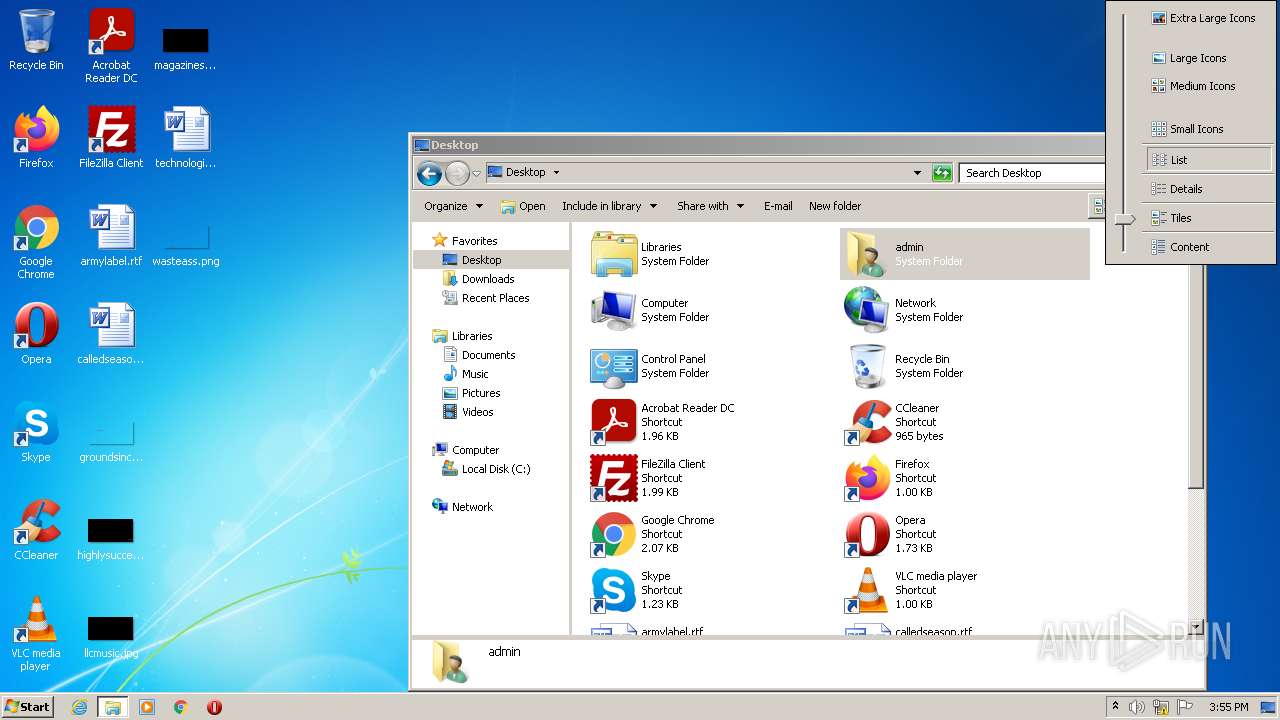 Recycle Bin
Acrobat
Reader DC
magazines...
Firefox
FileZilla Client
technologi...
Google
Chrome
armylabel.rtf
wasteass.png
Opera
calledseaso...
Skype
groundsinc...
CCleaner
highlysucce...
VLC media
player
llcmusic.jpg
Desktop
Desktop
Search Desktop
Organize
Open
Include in library
Share with
E-mail
New folder
Favorites
Desktop
Downloads
Recent Places
Libraries
Documents
Music
Pictures
Videos
Computer
Local Disk (C:)
Network
Libraries
System Folder
admin
System Folder
Computer
System Folder
Network
System Folder
Control Panel
System Folder
Recycle Bin
System Folder
Acrobat Reader DC
Shortcut
1.96 KB
CCleaner
Shortcut
965 bytes
FileZilla Client
Shortcut
1.99 KB
Firefox
Shortcut
1.00 KB
Google Chrome
Shortcut
2.07 KB
Opera
Shortcut
1.75 KB
Skype
Shortcut
1.23 KB
VLC media player
Shortcut
1.00 KB
armylabel.rtf
calledseason.rtf
admin
Extra Large Icons
Large Icons
Medium Icons
Small Icons
List
Details
Tiles
Content
ANY RUN
Start
3:55 PM